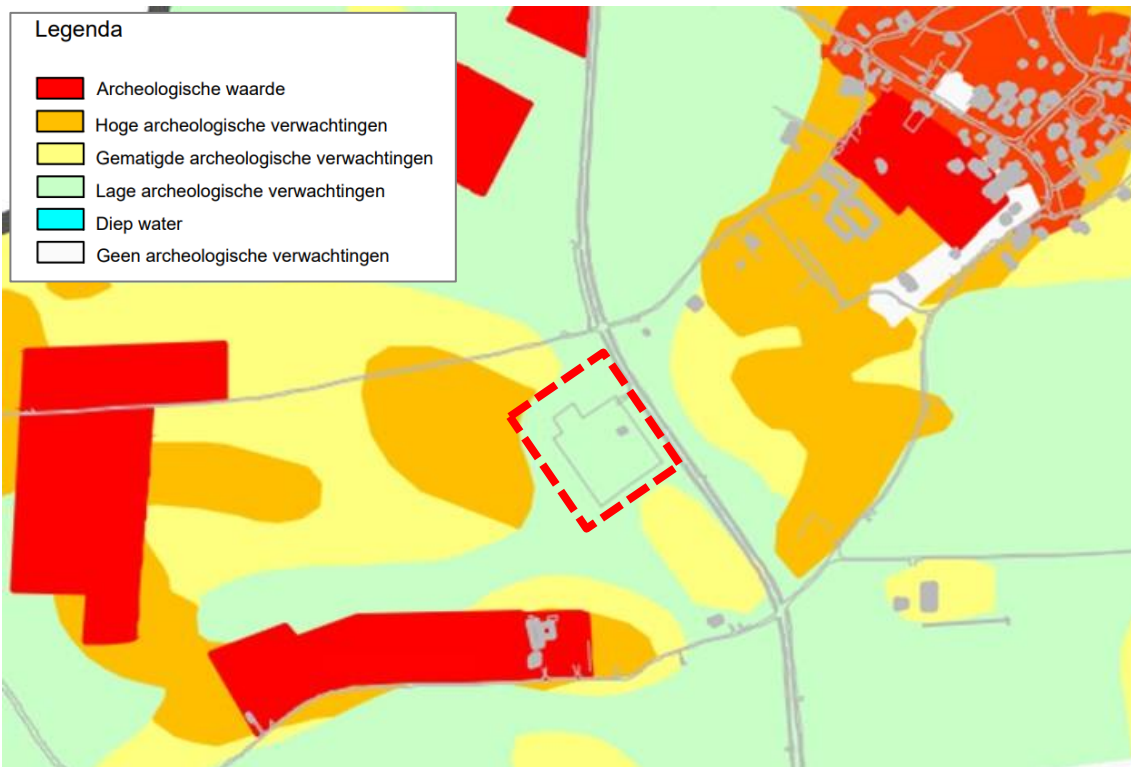 Legenda
Archeologische waarde
Hoge archeologische verwachtingen
Gematigde archeologische verwachtingen
Lage archeologische verwachtingen
Diep water
Geen archeologische verwachtingen